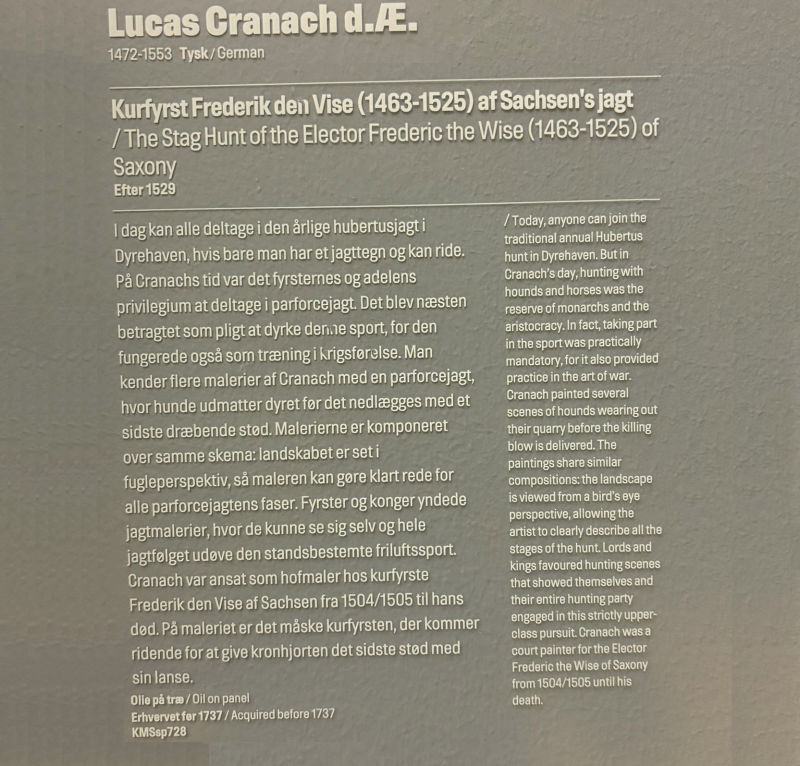 Lucas Cranach d.Æ.
1472-1553 Tysk / German
Kurfyrst Frederik den Vise (1463-1525) af Sachsen's jagt
/ The Stag Hunt of the Elector Frederic the Wise (1463-1525) of
Saxony
Efter 1529
I dag kan alle deltage i den årlige hubertusjagt i
Dyrehaven, hvis bare man har et jagttegn og kan ride.
På Cranachs tid var det fyrsternes og adelens
privilegium at deltage i parforcejagt. Det blev næsten
betragtet som pligt at dyrke denne sport, for den
fungerede også som træning i krigsførelse. Man
kender flere malerier af Cranach med en parforcejagt,
hvor hunde udmatter dyret før det nedlægges med et
sidste dræbende stød. Malerierne er komponeret
over samme skema: landskabet er set i
fugleperspektiv, så maleren kan gøre klart rede for
alle parforcejagtens faser. Fyrster og konger yndede
jagtmalerier, hvor de kunne se sig selv og hele
jagtfølget udøve den standsbestemte friluftssport.
Cranach var ansat som hofmaler hos kurfyrste
Frederik den Vise af Sachsen fra 1504/1505 til hans
død. På maleriet er det måske kurfyrsten, der kommer
ridende for at give kronhjorten det sidste stød med
sin lanse.
Olie på træ / Oil on panel
Erhvervet før 1737 / Acquired before 1737
KMSsp728
/ Today, anyone can join the
traditional annual Hubertus
hunt in Dyrehaven. But in
Cranach's day, hunting with
hounds and horses was the
reserve of monarchs and the
aristocracy. In fact, taking part
in the sport was practically
mandatory, for it also provided
practice in the art of war.
Cranach painted several
scenes of hounds wearing out
their quarry before the killing
blow is delivered. The
paintings share similar
compositions: the landscape
is viewed from a bird's eye
perspective, allowing the
artist to clearly describe all the
stages of the hunt. Lords and
kings favoured hunting scenes
that showed themselves and
their entire hunting party
engaged in this strictly upper-
class pursuit. Cranach was a
court painter for the Elector
Frederic the Wise of Saxony
from 1504/1505 until his
death.